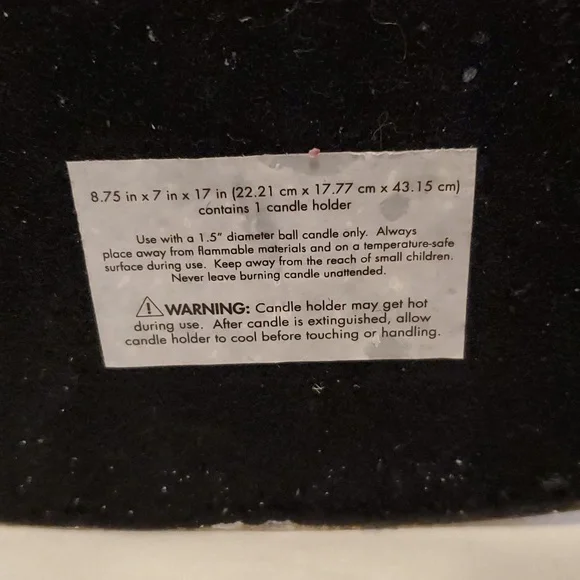 8.75 in x 7 in x 17 in (22.21 cm x 17.77 cm x 43.15 cm)
contains 1 candle holder
Use with a 1.5" diameter ball candle only. Always
place away from flammable materials and on a temperature-safe
surface during use. Keep away from the reach of small children.
Never leave burning candle unattended.
⚠WARNING: Candle holder may get hot
during use. After candle is extinguished, allow
candle holder to cool before touching or handling.